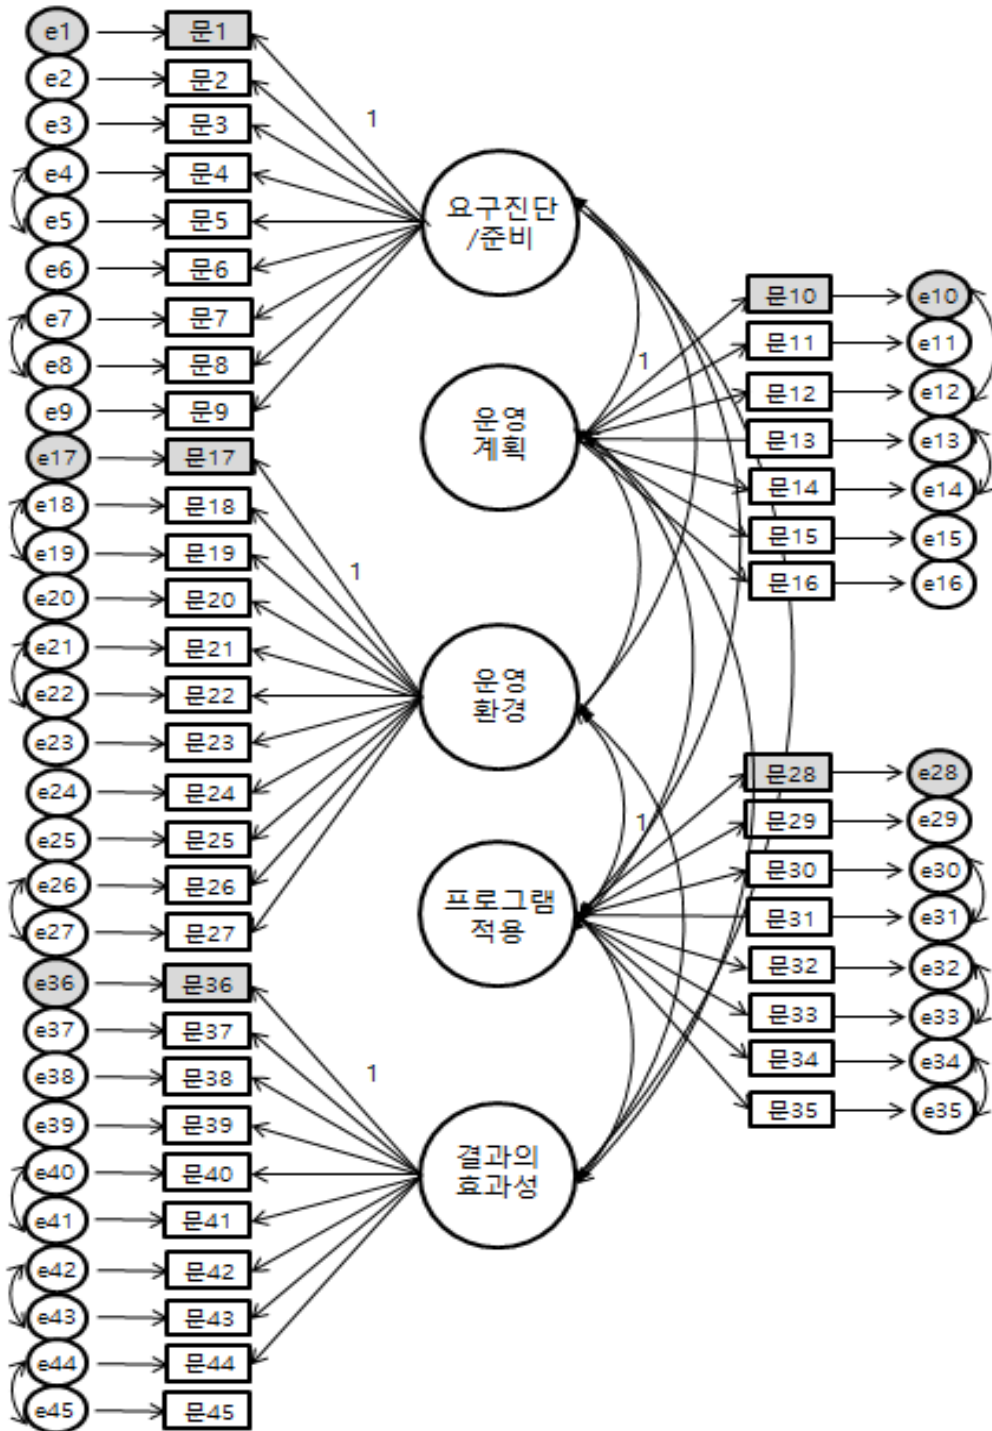 e1 문1
e2 문2
e3 문3
1
e4 문4
요구진단
/준비
e5 문5
e6 문6
문10 e10
e7 문7
문11 e11
e8 문8
1
문12 e12
e9 문9
운영
계획
문13 e13
e17 문17
문14 e14
e18 문18
문15 e15
e19 문19
1
문16 e16
e20 문20
e21 문21
운영
환경
e22 문22
e23 문23
문28 e28
e24 문24
문29 e29
1
e25 문25
문30 e30
e26 문26
프로그램
적용
문31 e31
e27 문27
문32 e32
e36 문36
문33 e33
e37 문37
문34 e34
e38 문38
1
문35 e35
e39 문39
결과의
효과성
e40 문40
e41 문41
e42 문42
e43 문43
e44 문44
e45 문45